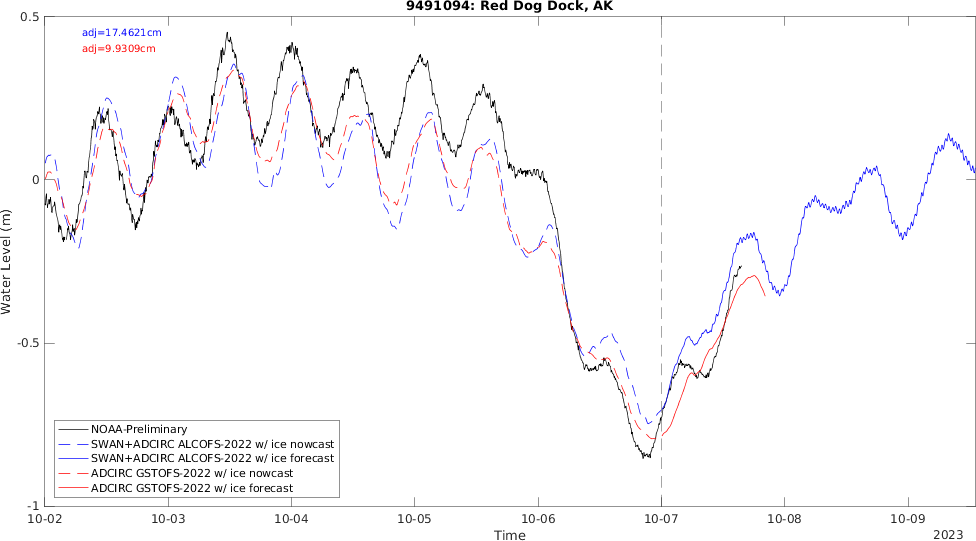 9491094: Red Dog Dock, AK
adj=17.4621cm
adj=9.9309cm
0.5
0
-0.5
-1
Water Level (m)
NOAA-Preliminary
SWAN+ADCIRC ALCOFS-2022 w/ ice nowcast
SWAN+ADCIRC ALCOFS-2022 w/ ice forecast
ADCIRC GSTOFS-2022 w/ ice nowcast
ADCIRC GSTOFS-2022 w/ ice forecast
10-02 10-03 10-04 10-05 10-06 10-07 10-08 10-09
Time
2023